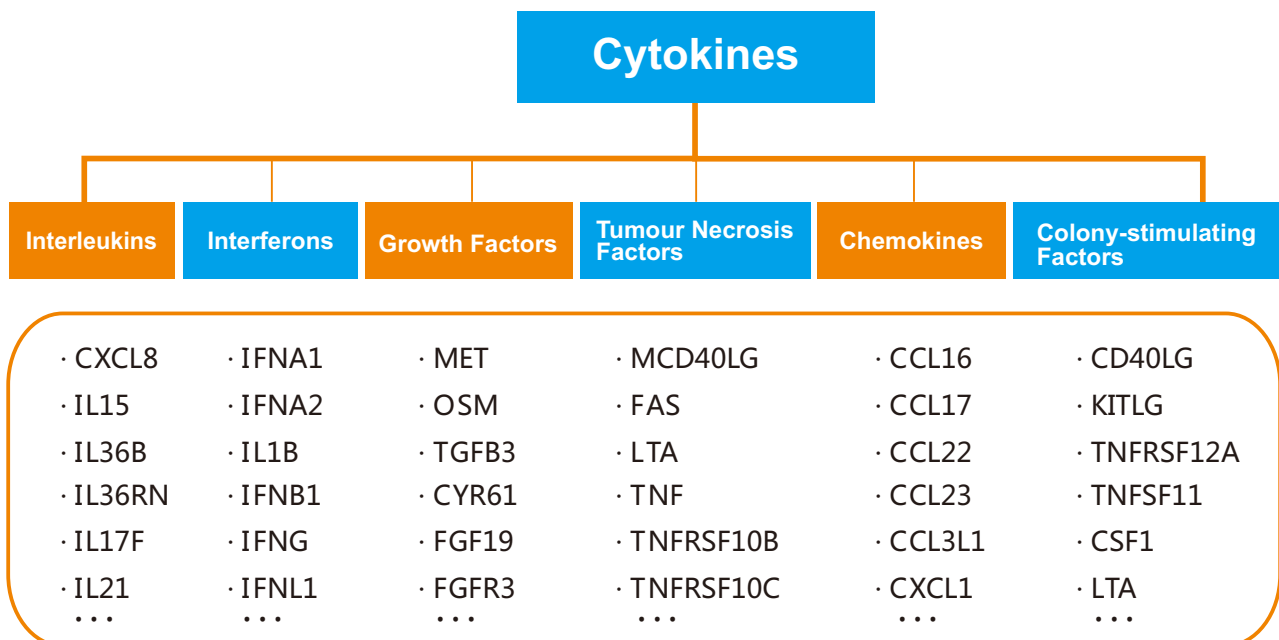 Cytokines
Interleukins
Interferons
Growth Factors
Tumour Necrosis
Factors
Chemokines
Colony-stimulating
Factors
· CXCL8
· IL15
· IL36B
· IL36RN
· IL17F
· IL21
...
· IFNA1
· IFNA2
· IL1B
· IFNB1
· IFNG
· IFNL1
...
· MET
· OSM
· TGFB3
· CYR61
· FGF19
· FGFR3
...
· MCD40LG
· FAS
· LTA
· TNF
· TNFRSF10B
· TNFRSF10C
...
· CCL16
· CCL17
· CCL22
· CCL23
· CCL3L1
· CXCL1
...
· CD40LG
· KITLG
· TNFRSF12A
· TNFSF11
· CSF1
· LTA
...